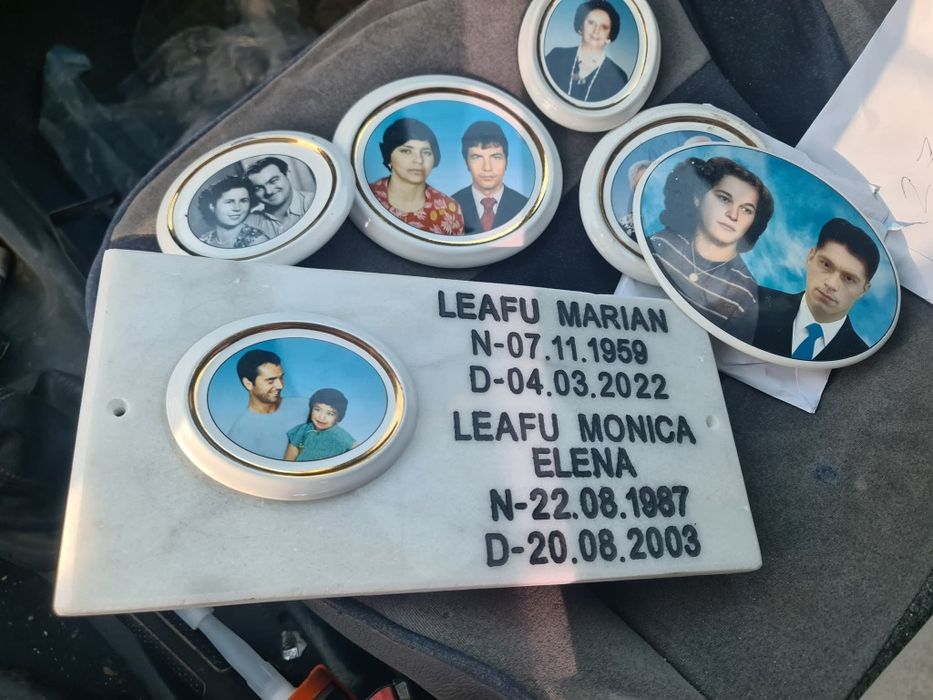 LEAFU MARIAN
N-07.11.1959
D-04.03.2022
LEAFU MONICA
ELENA
N-22.08.1987
D-20.08.2003